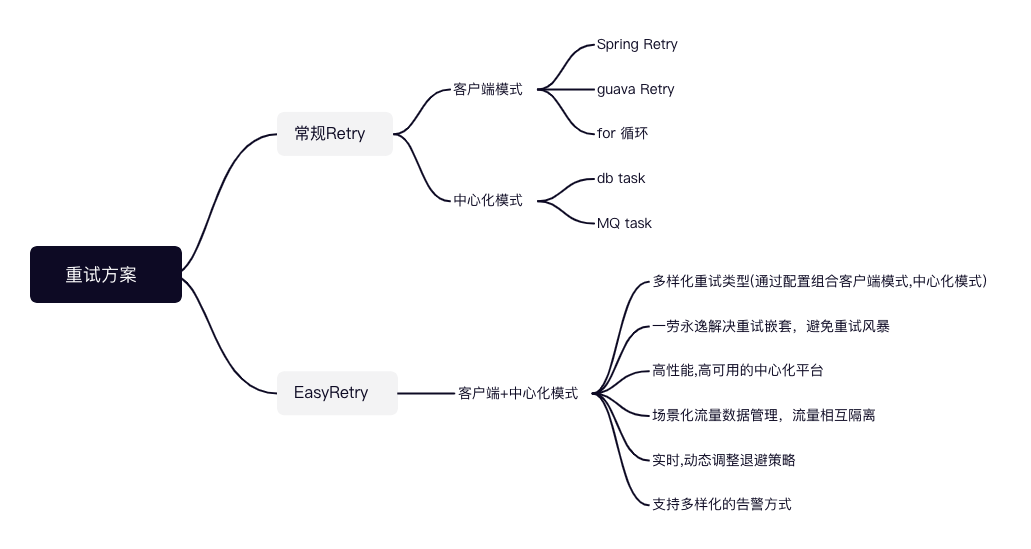 重试方案
常规Retry
客户端模式
Spring Retry
guava Retry
for 循环
中心化模式
db task
MQ task
EasyRetry
客户端+中心化模式
多样化重试类型(通过配置组合客户端模式,中心化模式)
一劳永逸解决重试嵌套，避免重试风暴
高性能,高可用的中心化平台
场景化流量数据管理，流量相互隔离
实时,动态调整退避策略
支持多样化的告警方式